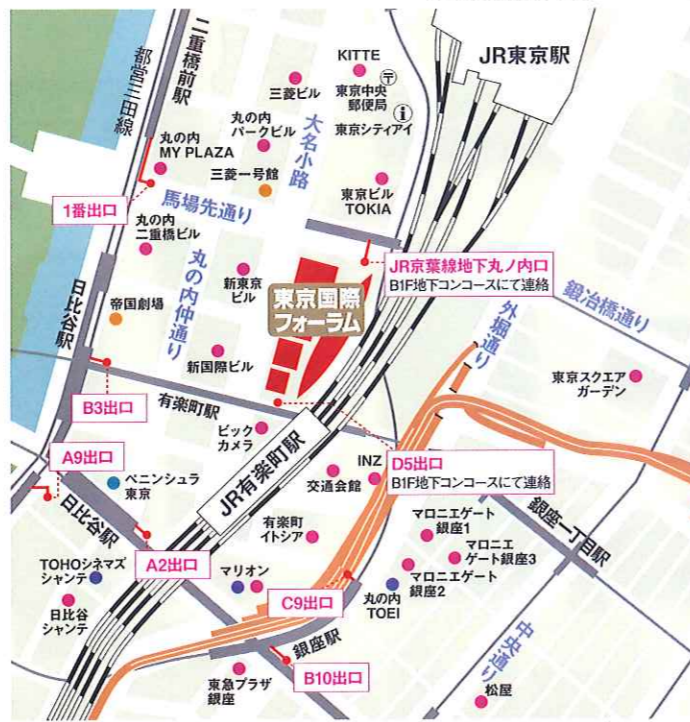 JR東京駅
二重橋前駅
都営三田線
KITTE
東京中央
郵便局
東京シティアイ
三菱ビル
丸の内
パークビル
大名小路
丸の内
MY PLAZA
三菱一号館
東京ビル
TOKIA
1番出口
馬場先通り
丸の内
二重橋ビル
丸の内仲通り
新東京
ビル
JR京葉線地下丸ノ内口
B1F地下コンコースにて連絡
東京国際
フォーラム
外堀通り
鍛冶橋通り
日比谷駅
帝国劇場
新国際ビル
東京スクエア
ガーデン
B3出口
有楽町駅
ビック
カメラ
JR有楽町駅
A9出口
ペニンシュラ
東京
日比谷駅
INZ
交通会館
D5出口
B1F地下コンコースにて連絡
銀座一丁目駅
有楽町
イトシア
マロニエゲート
銀座1
マロニエ
ゲート銀座3
マロニエゲート
銀座2
A2出口
TOHOシネマズ
シャンテ
マリオン
日比谷
シャンテ
C9出口
丸の内
TOEI
銀座駅
B10出口
東急プラザ
銀座
中央通り
松屋